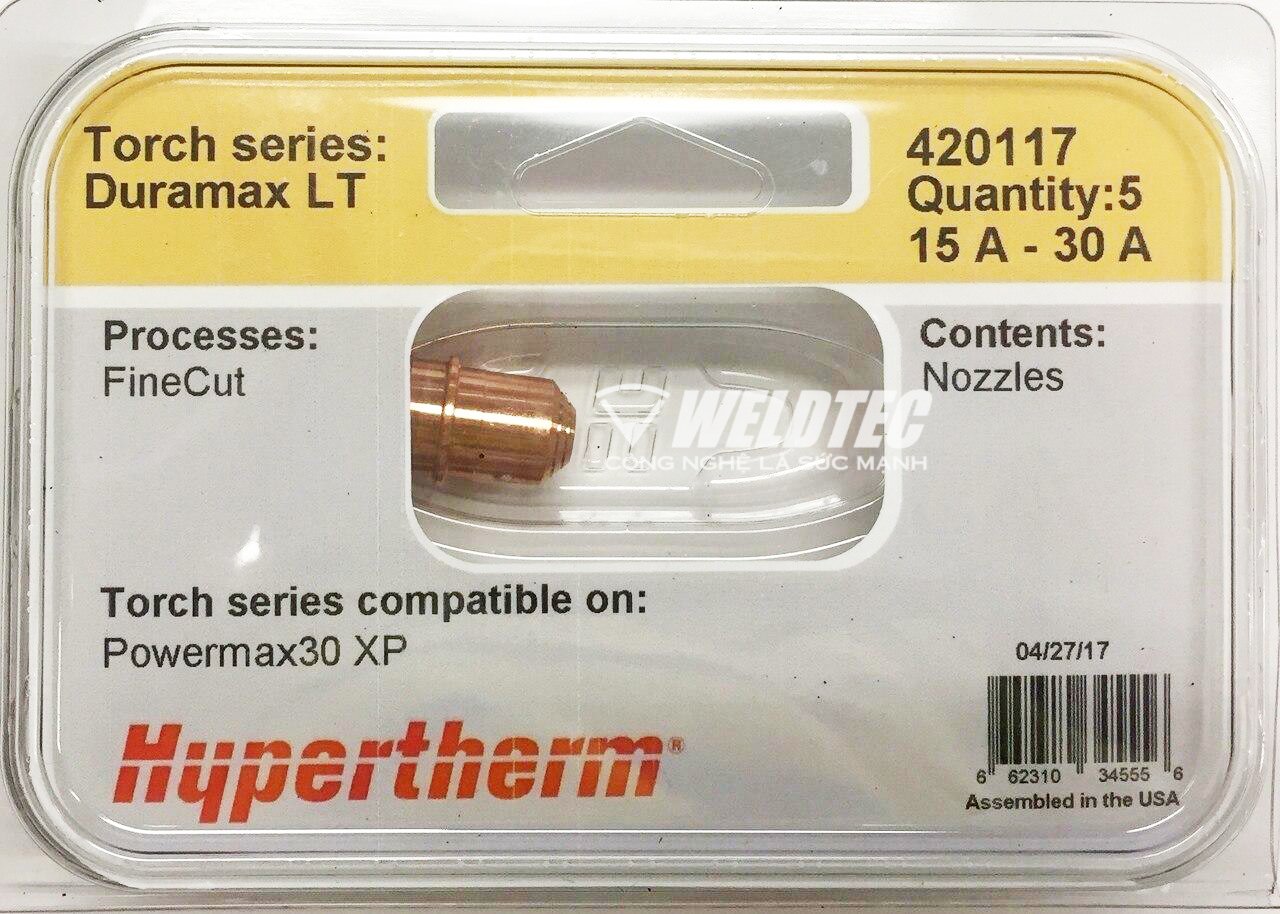 Torch series:
Duramax LT
420117
Quantity:5
15 A - 30 A
Processes:
FineCut
Contents:
Nozzles
WELDTEC
CÔNG NGHỆ LÀ SỨC MẠNH
Torch series compatible on:
Powermax30 XP
Hypertherm®
04/27/17
6 62310 34555 6
Assembled in the USA